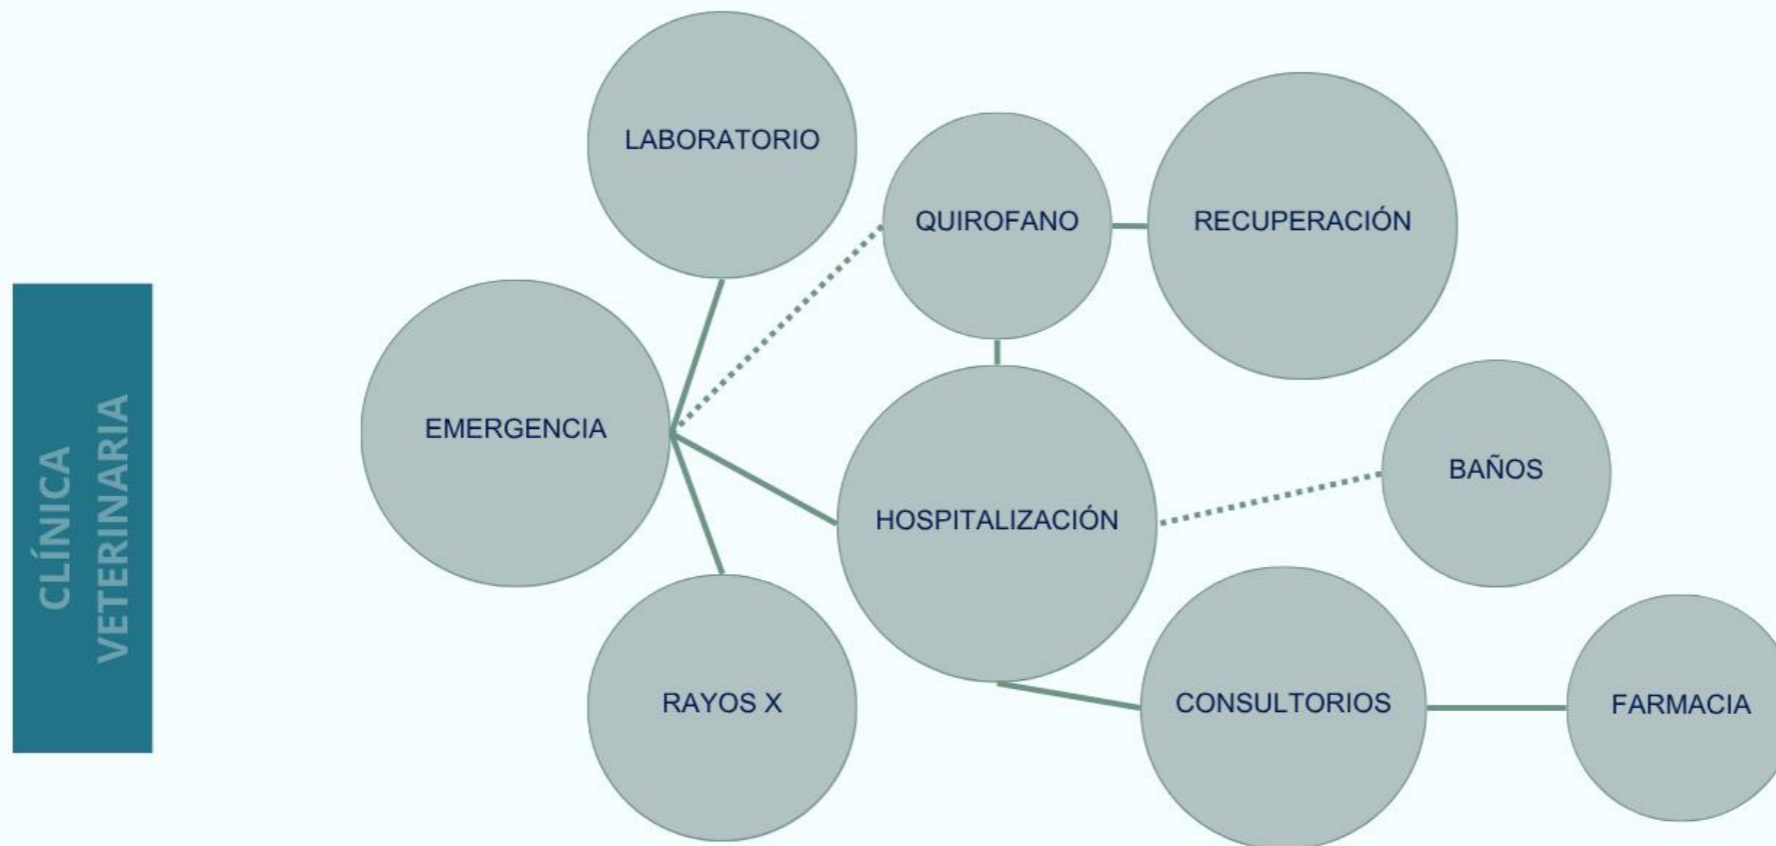 CLÍNICA
VETERINARIA
LABORATORIO
QUIROFANO
RECUPERACIÓN
EMERGENCIA
BAÑOS
HOSPITALIZACIÓN
RAYOS X
CONSULTORIOS
FARMACIA